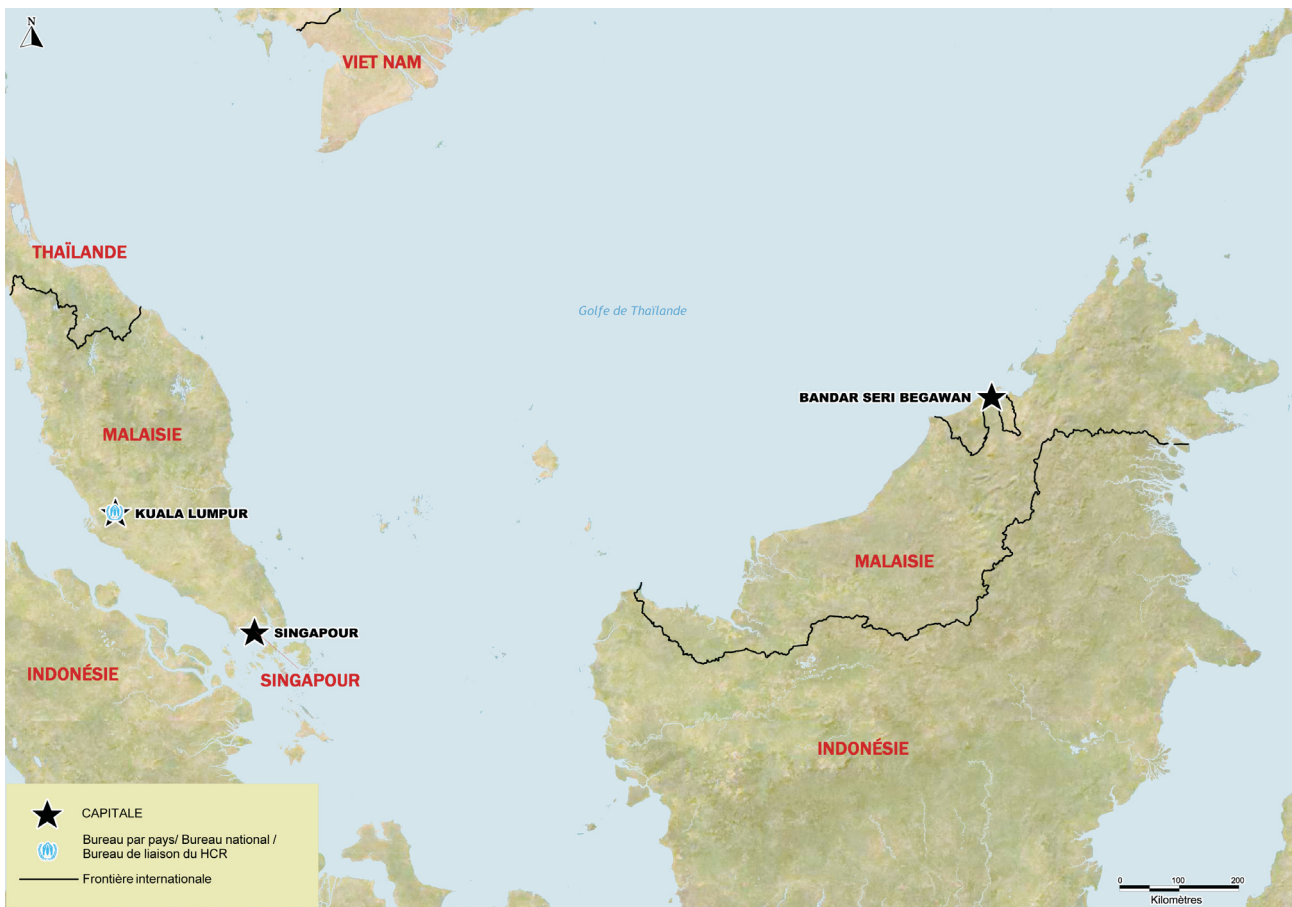 N
VIET NAM
THAÏLANDE
Golfe de Thaïlande
BANDAR SERI BEGAWAN
MALAISIE
KUALA LUMPUR
MALAISIE
SINGAPOUR
INDONÉSIE
SINGAPOUR
INDONÉSIE
CAPITALE
Bureau par pays/ Bureau national /
Bureau de liaison du HCR
Frontière internationale
0 100 200
Kilomètres